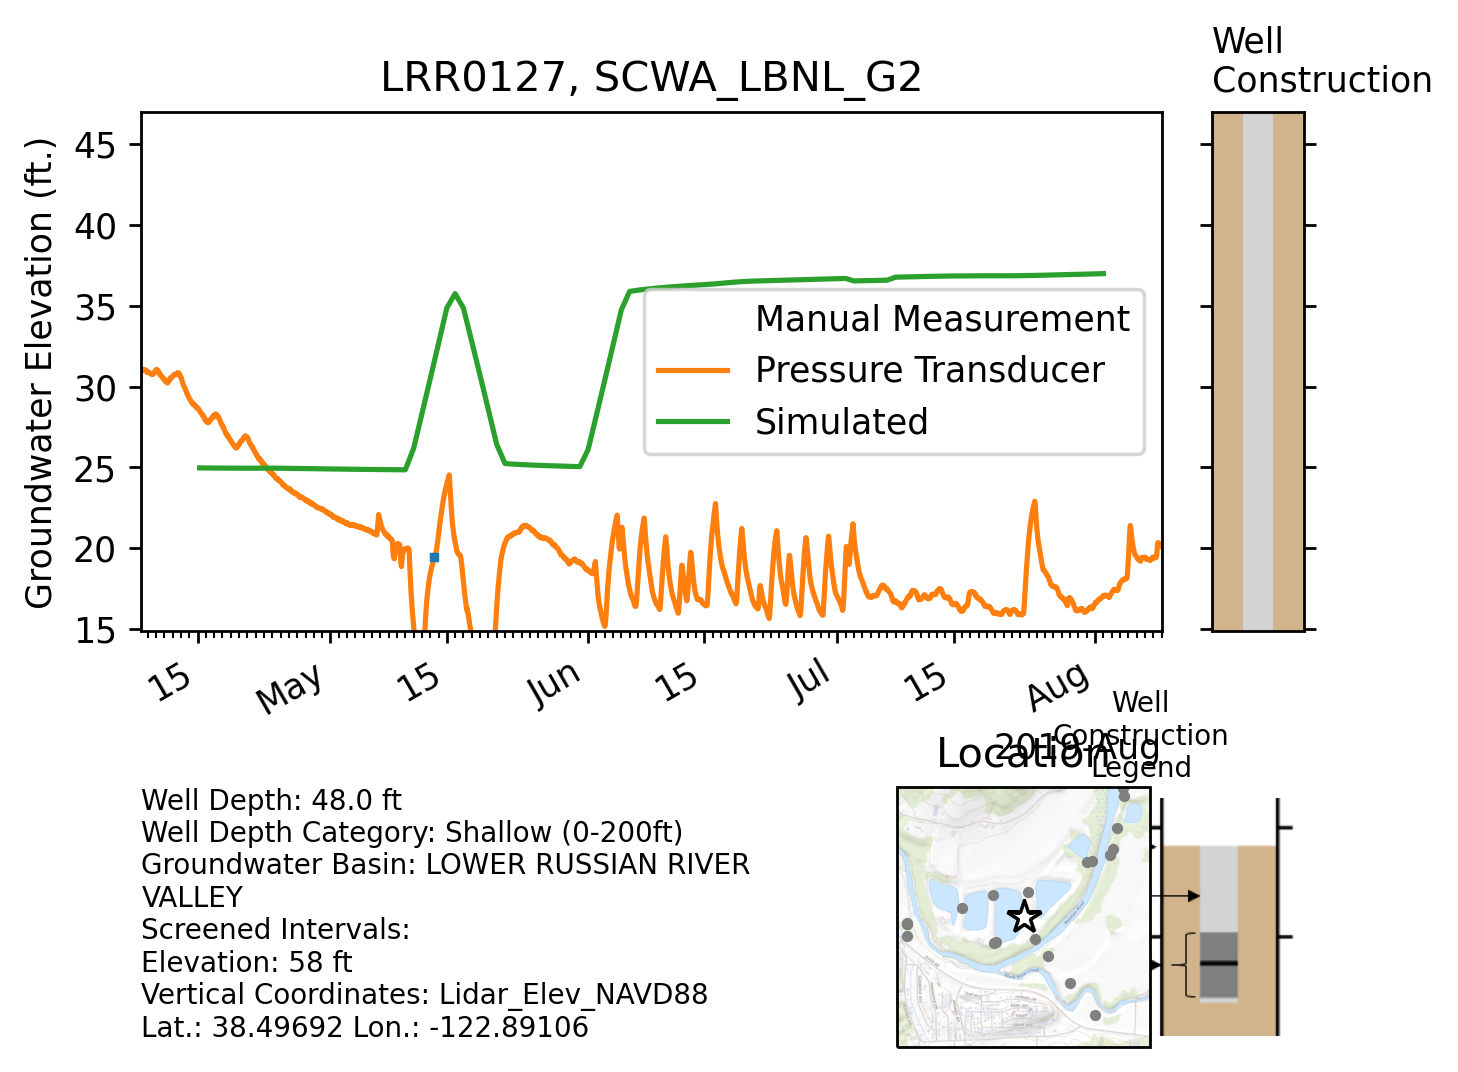 Well
Construction
LRR0127, SCWA_LBNL_G2
Groundwater Elevation (ft.)
45
40
35
30
25
20
15
Manual Measurement
Pressure Transducer
Simulated
15
May
15
Jun
15
Jul
15
Aug
2019-Aug
Location
Well
Construction
Legend
Well Depth: 48.0 ft
Well Depth Category: Shallow (0-200ft)
Groundwater Basin: LOWER RUSSIAN RIVER
VALLEY
Screened Intervals:
Elevation: 58 ft
Vertical Coordinates: Lidar_Elev_NAVD88
Lat.: 38.49692 Lon.: -122.89106